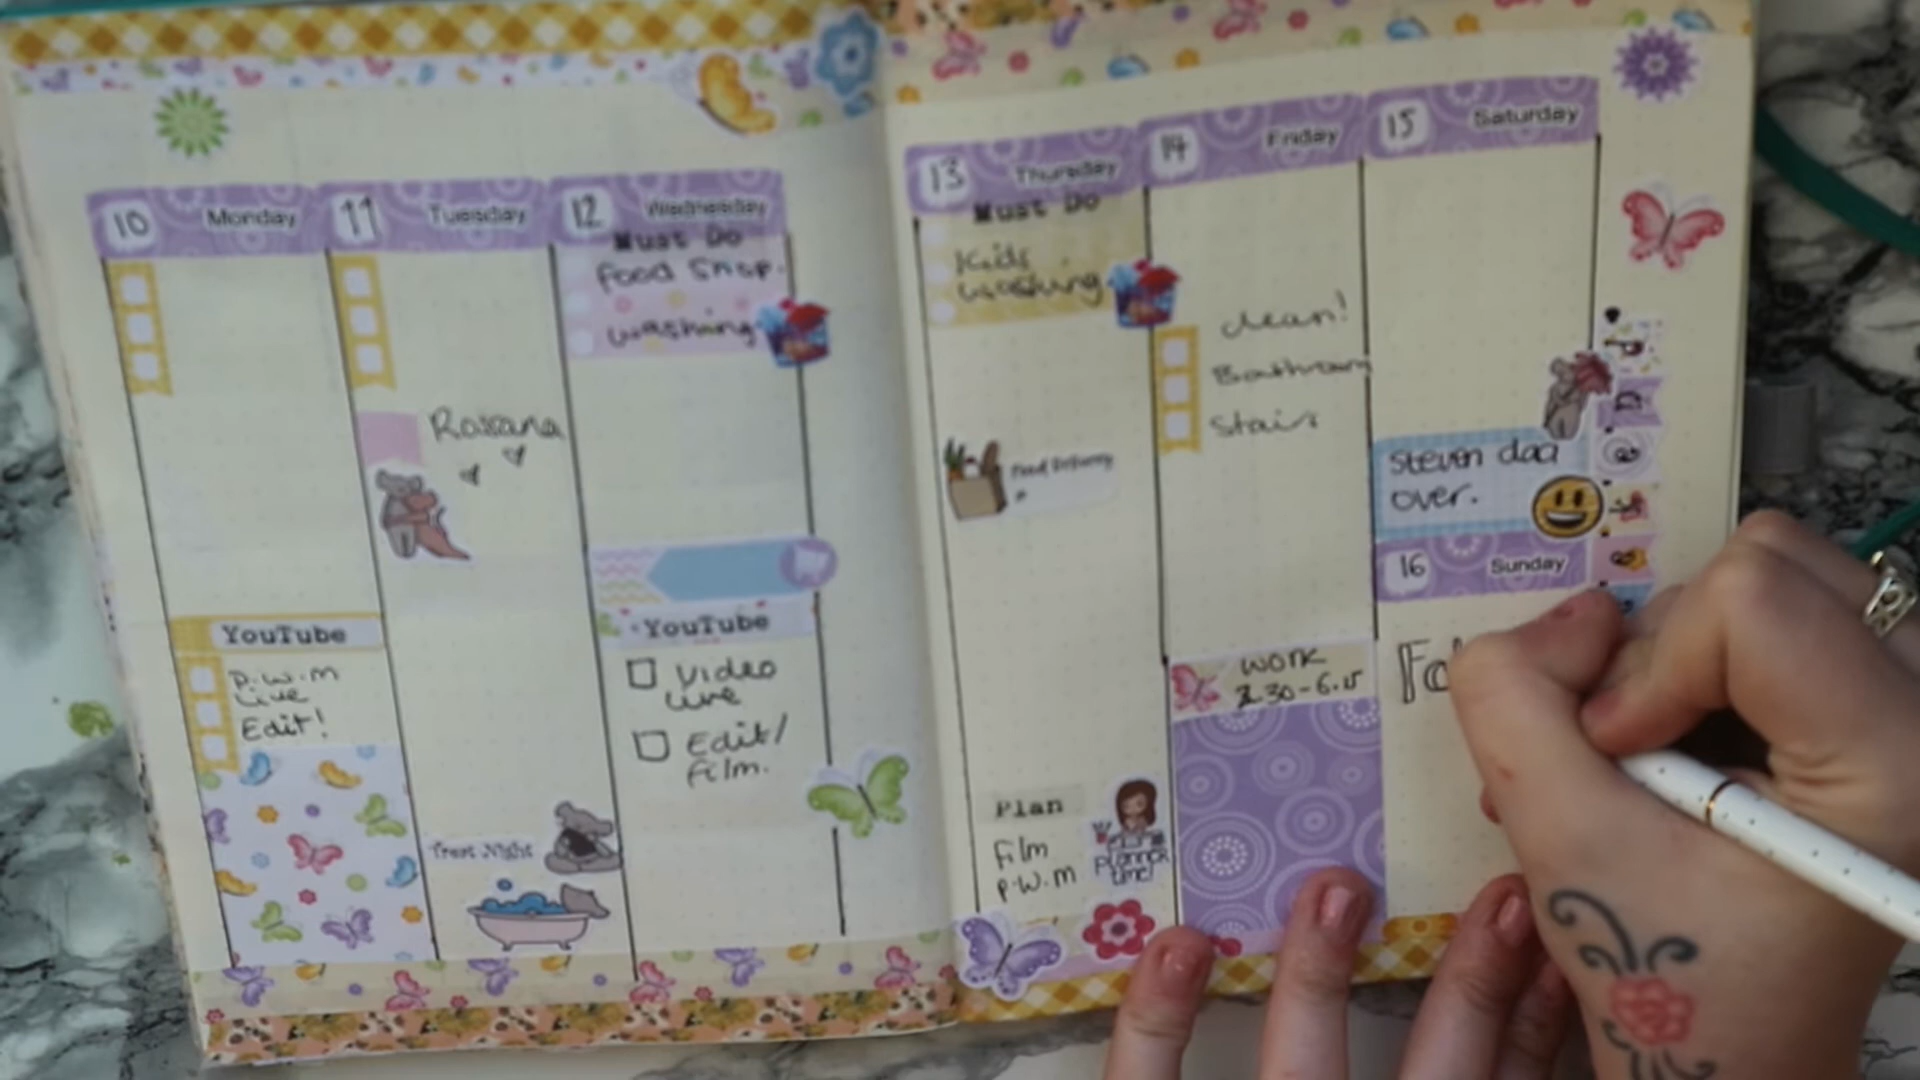 10 Monday
YouTube
P.W.M
Live
Edit!
11 Tuesday
Treat Night
12 Wednesday
Must Do
Food Shop.
Washing
YouTube
Video
Live
Edit/
Film.
13 Thursday
Must Do
Kids
Washing
Food Delivery
Plan
Film
P.W.M
Planner
time!
14 Friday
Clean!
Bathroom
Stairs
Work
2.30-6.15
15 Saturday
Steven dad
over.
16 Sunday